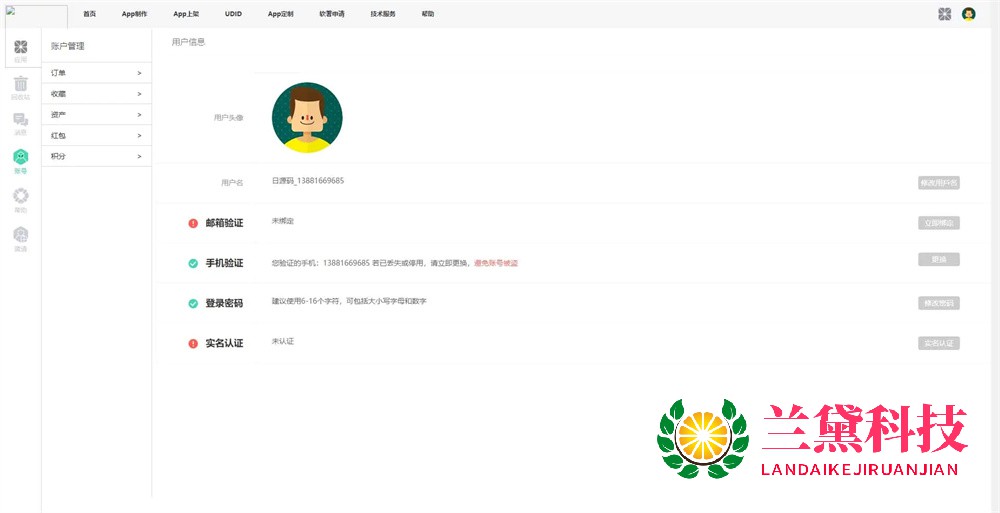 首页 App制作 App上架 UDID App定制 软著申请 技术服务 帮助
应用
回收站
消息
账号
帮助
邀请
账户管理
订单 >
收藏 >
资产 >
红包 >
积分 >
用户信息
用户头像
用户名 日源码_13881669685 修改用户名
邮箱验证 未绑定 立即绑定
手机验证 您验证的手机：13881669685 若已丢失或停用，请立即更换，避免账号被盗 更换
登录密码 建议使用6-16个字符，可包括大小写字母和数字 修改密码
实名认证 未认证 实名认证
兰黛科技
LANDAIKEJIRUANJIAN